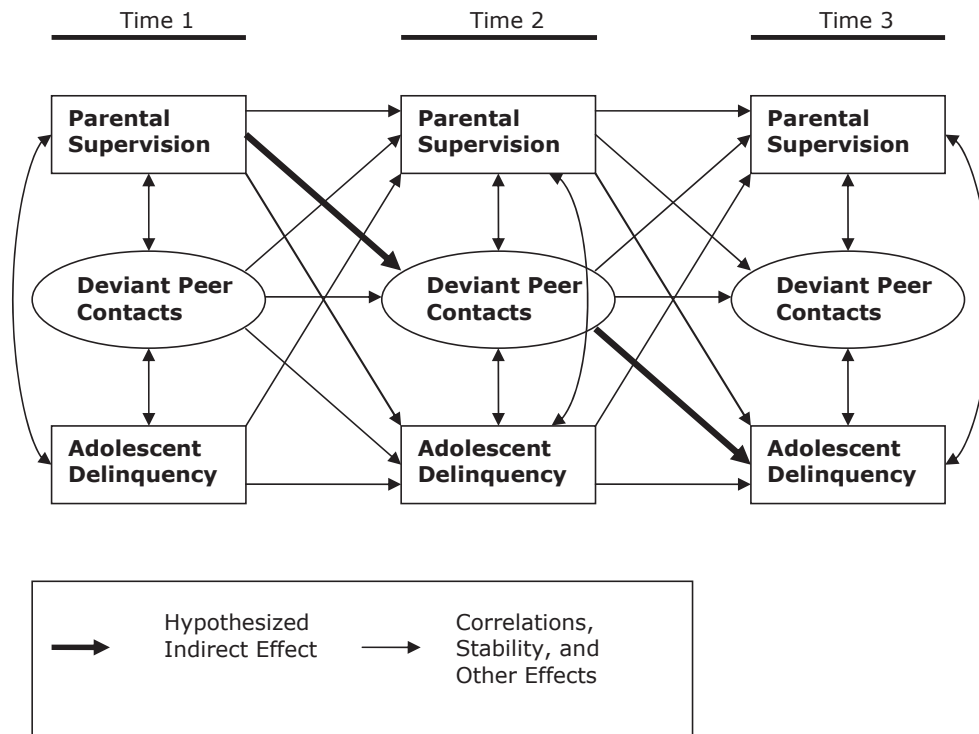 Time 1
Time 2
Time 3
Parental
Supervision
Parental
Supervision
Parental
Supervision
Deviant Peer
Contacts
Deviant Peer
Contacts
Deviant Peer
Contacts
Adolescent
Delinquency
Adolescent
Delinquency
Adolescent
Delinquency
Hypothesized
Indirect Effect
Correlations,
Stability, and
Other Effects